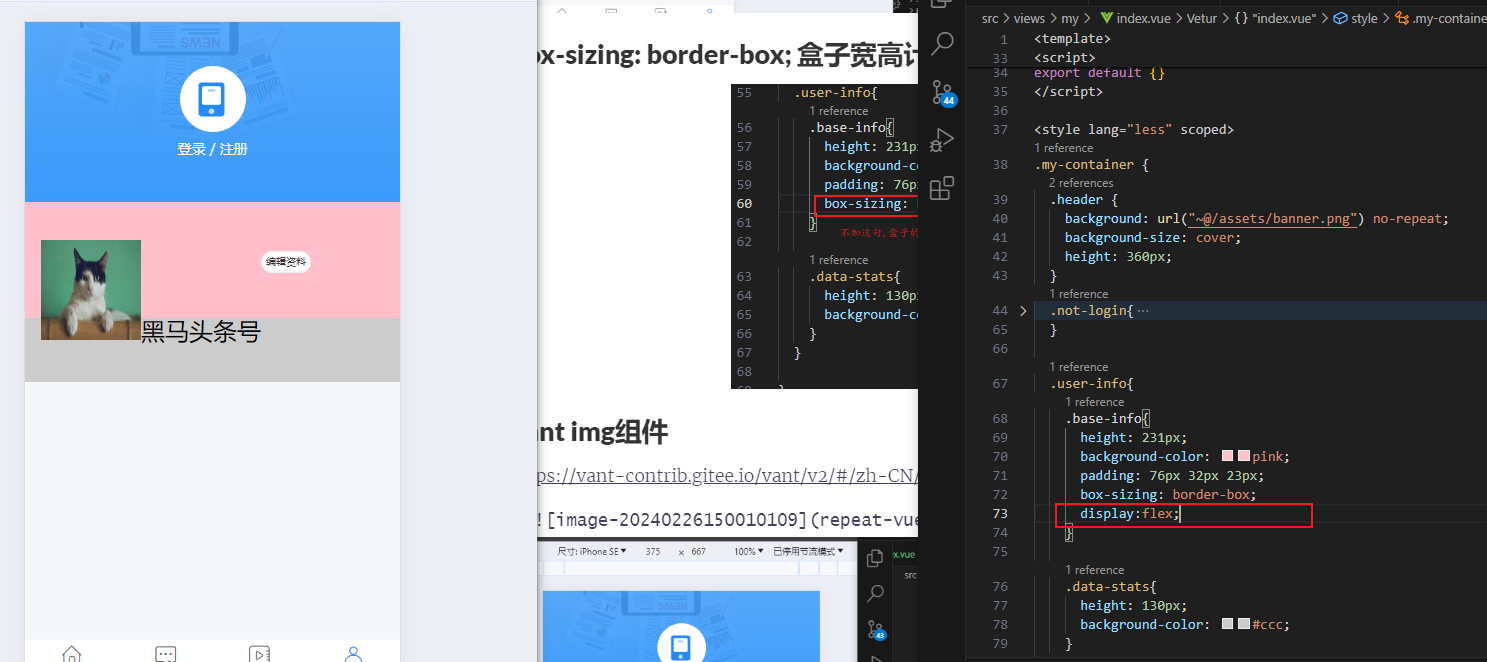 SWEN
登录 / 注册
编辑资料
黑马头条号
ox-sizing: border-box; 盒子宽高计
55 .user-info{
1 reference
56 .base-info{
57 height: 231p
58 background-co
59 padding: 76p
60 box-sizing:
61 }
不加这句,盒子的
62
1 reference
63 .data-stats{
64 height: 130p
65 background-co
66 }
67 }
68
nt img组件
ps://vant-contrib.gitee.io/vant/v2/#/zh-CN/
![image-20240226150010109](repeat-vue
尺寸: iPhone SE 375 × 667 100% 已停用节流模式
x.vue
src
43
44
src > views > my > index.vue > Vetur > {} "index.vue" > style > .my-containe
1 <template>
33 <script>
34 export default {}
35 </script>
36
37 <style lang="less" scoped>
1 reference
38 .my-container {
2 references
39 .header {
40 background: url("~@/assets/banner.png") no-repeat;
41 background-size: cover;
42 height: 360px;
43 }
1 reference
44 .not-login{ ...
65 }
66
1 reference
67 .user-info{
1 reference
68 .base-info{
69 height: 231px;
70 background-color: pink;
71 padding: 76px 32px 23px;
72 box-sizing: border-box;
73 display:flex;
74 }
75
1 reference
76 .data-stats{
77 height: 130px;
78 background-color: #ccc;
79 }